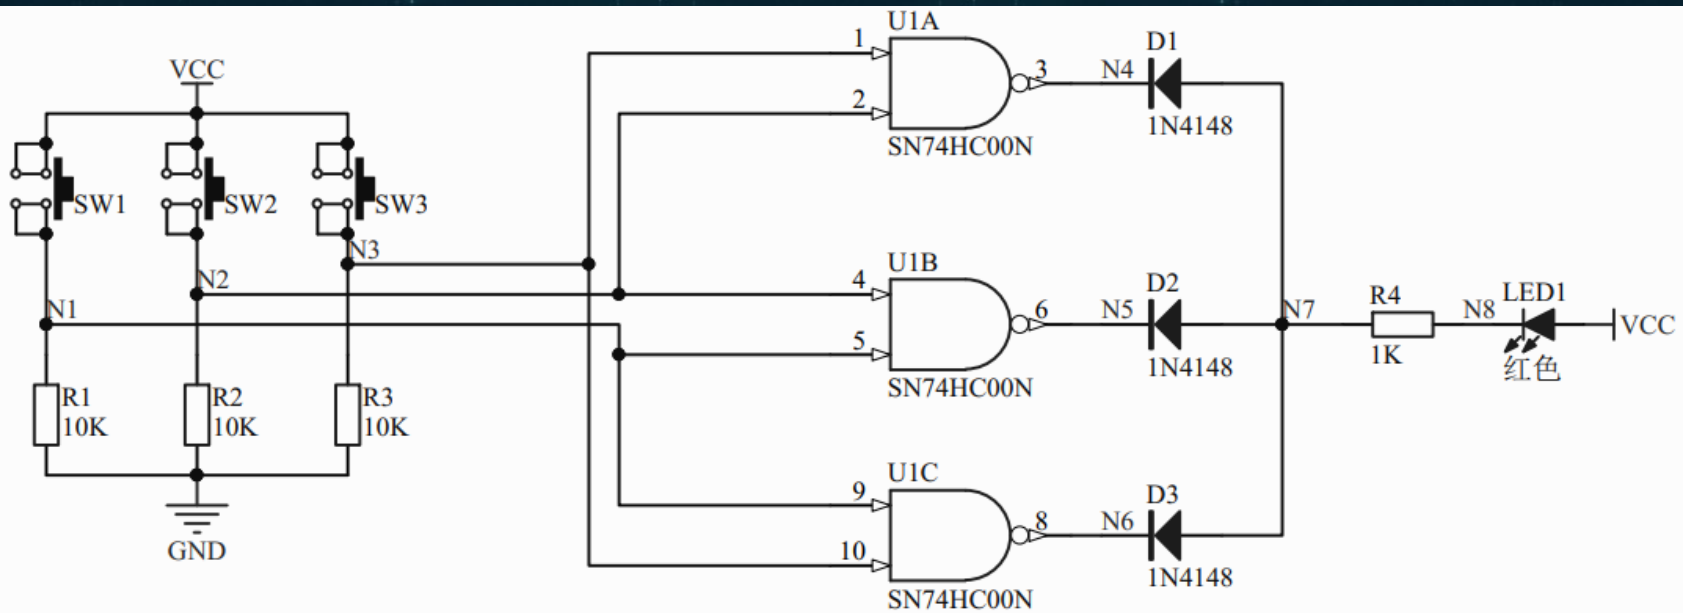 U1A
1
2
3
SN74HC00N
N4
D1
1N4148
VCC
SW1
SW2
SW3
N3
N2
N1
R1
10K
R2
10K
R3
10K
GND
U1B
4
5
6
SN74HC00N
N5
D2
1N4148
N7
R4
1K
N8
LED1
红色
VCC
U1C
9
10
8
SN74HC00N
N6
D3
1N4148